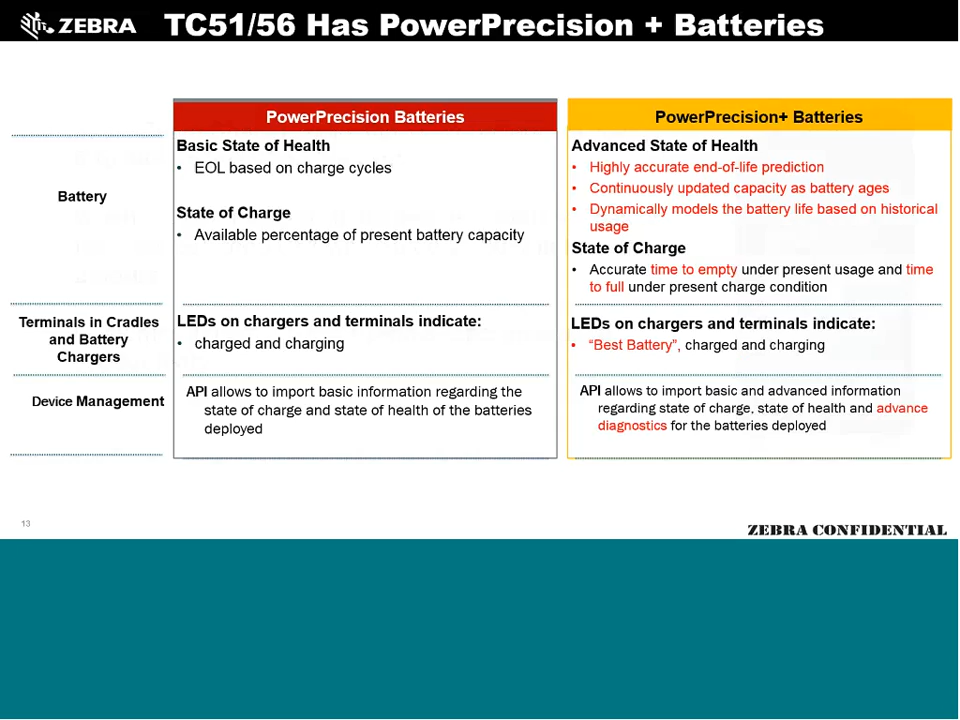 ZEBRA TC51/56 Has PowerPrecision + Batteries
PowerPrecision Batteries
PowerPrecision+ Batteries
Battery
Basic State of Health
• EOL based on charge cycles
State of Charge
• Available percentage of present battery capacity
Advanced State of Health
• Highly accurate end-of-life prediction
• Continuously updated capacity as battery ages
• Dynamically models the battery life based on historical
usage
State of Charge
• Accurate time to empty under present usage and time
to full under present charge condition
Terminals in Cradles
and Battery
Chargers
LEDs on chargers and terminals indicate:
• charged and charging
LEDs on chargers and terminals indicate:
• “Best Battery”, charged and charging
Device Management
API allows to import basic information regarding the
state of charge and state of health of the batteries
deployed
API allows to import basic and advanced information
regarding state of charge, state of health and advance
diagnostics for the batteries deployed
13
ZEBRA CONFIDENTIAL